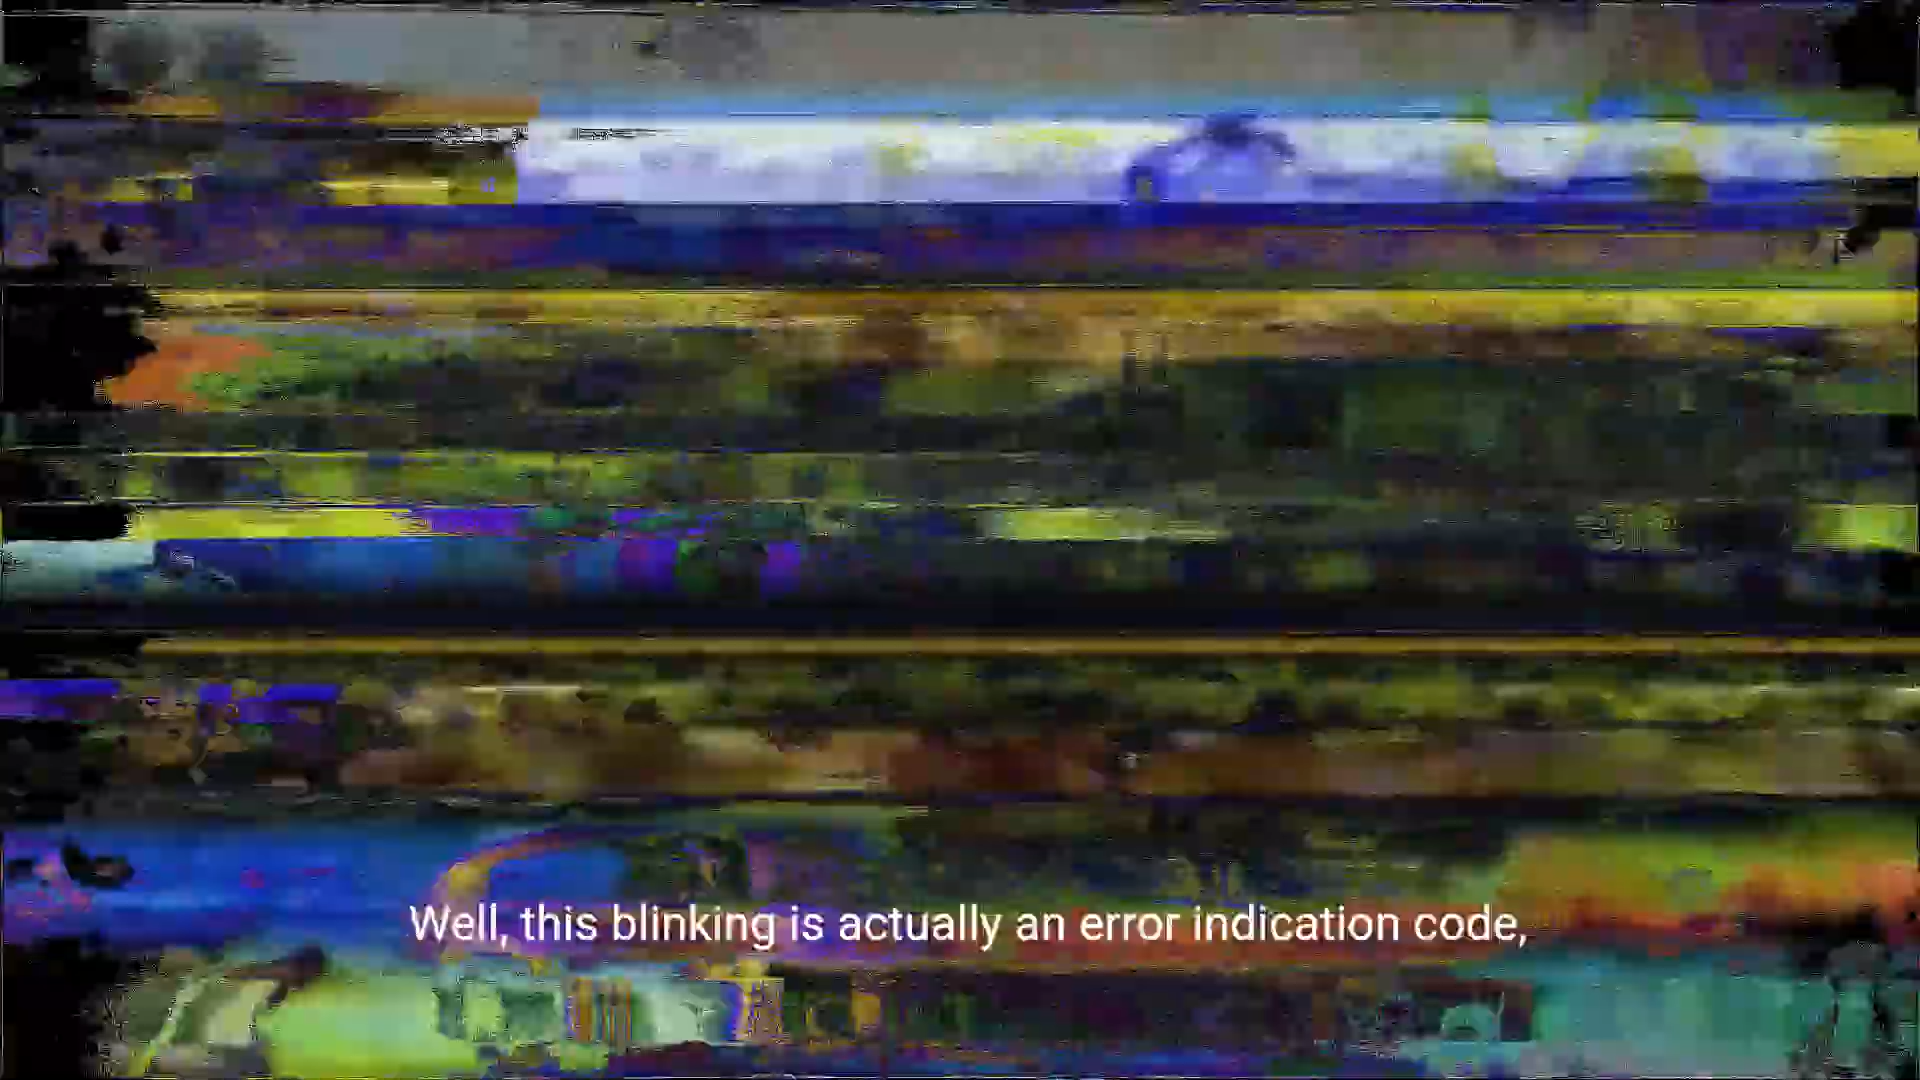 Well, this blinking is actually an error indication code,